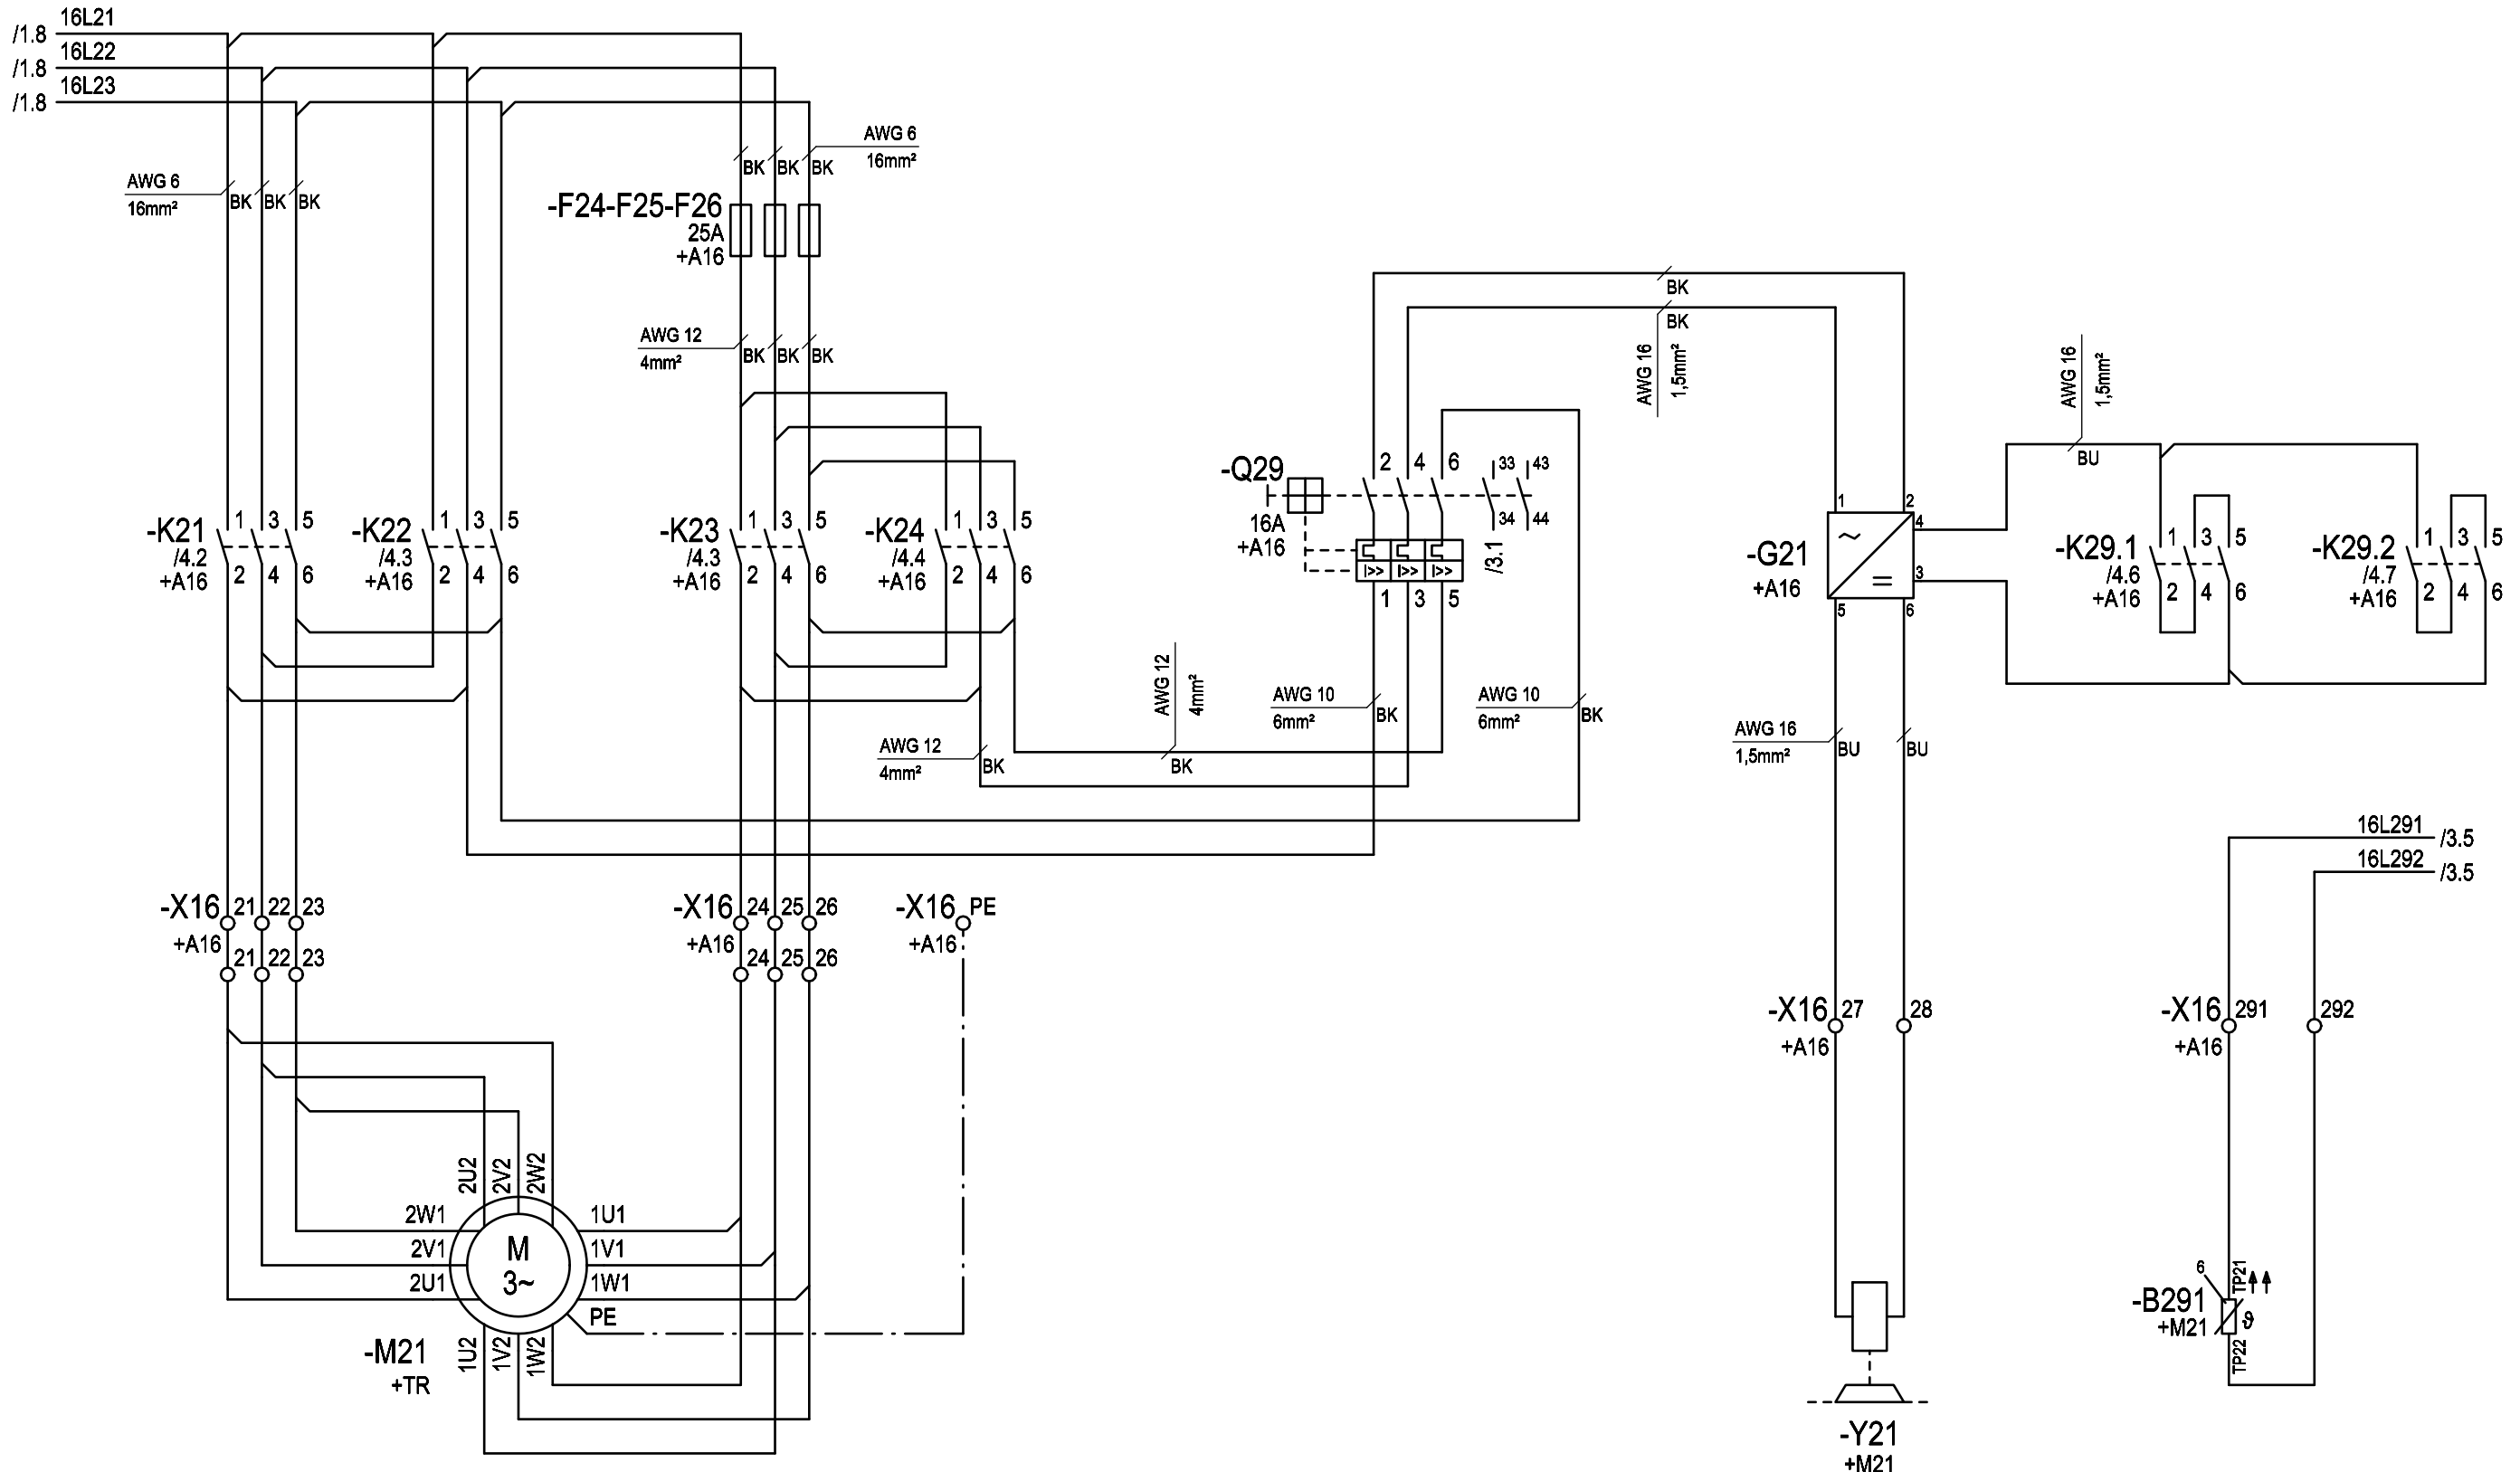 16L21
/1.8
16L22
/1.8
16L23
/1.8
AWG 6
16mm²
BK BK BK
AWG 6
16mm²
BK BK BK
-F24-F25-F26
25A
+A16
AWG 12
4mm²
BK BK BK
-K21
/4.2
+A16
1 3 5
2 4 6
-K22
/4.3
+A16
1 3 5
2 4 6
-K23
/4.3
+A16
1 3 5
2 4 6
-K24
/4.4
+A16
1 3 5
2 4 6
AWG 12
4mm²
BK
AWG 12
4mm²
BK
-Q29
16A
+A16
2 4 6
33 43
34 44
I>> I>> I>>
1 3 5
/3.1
AWG 10
6mm²
BK
AWG 10
6mm²
BK
BK
BK
AWG 16
1,5mm²
-G21
+A16
1 2
4
3
5 6
~
=
AWG 16
1,5mm²
BU
-K29.1
/4.6
+A16
1 3 5
2 4 6
-K29.2
/4.7
+A16
1 3 5
2 4 6
AWG 16
1,5mm²
BU BU
16L291
/3.5
16L292
/3.5
-X16
+A16
21 22 23
21 22 23
-X16
+A16
24 25 26
24 25 26
-X16
+A16
PE
-X16
+A16
27 28
-X16
+A16
291 292
2U2
2V2
2W2
2W1
2V1
2U1
M
3~
1U1
1V1
1W1
PE
1U2
1V2
1W2
-M21
+TR
-Y21
+M21
6
TP21
-B291
+M21
ϑ
TP22